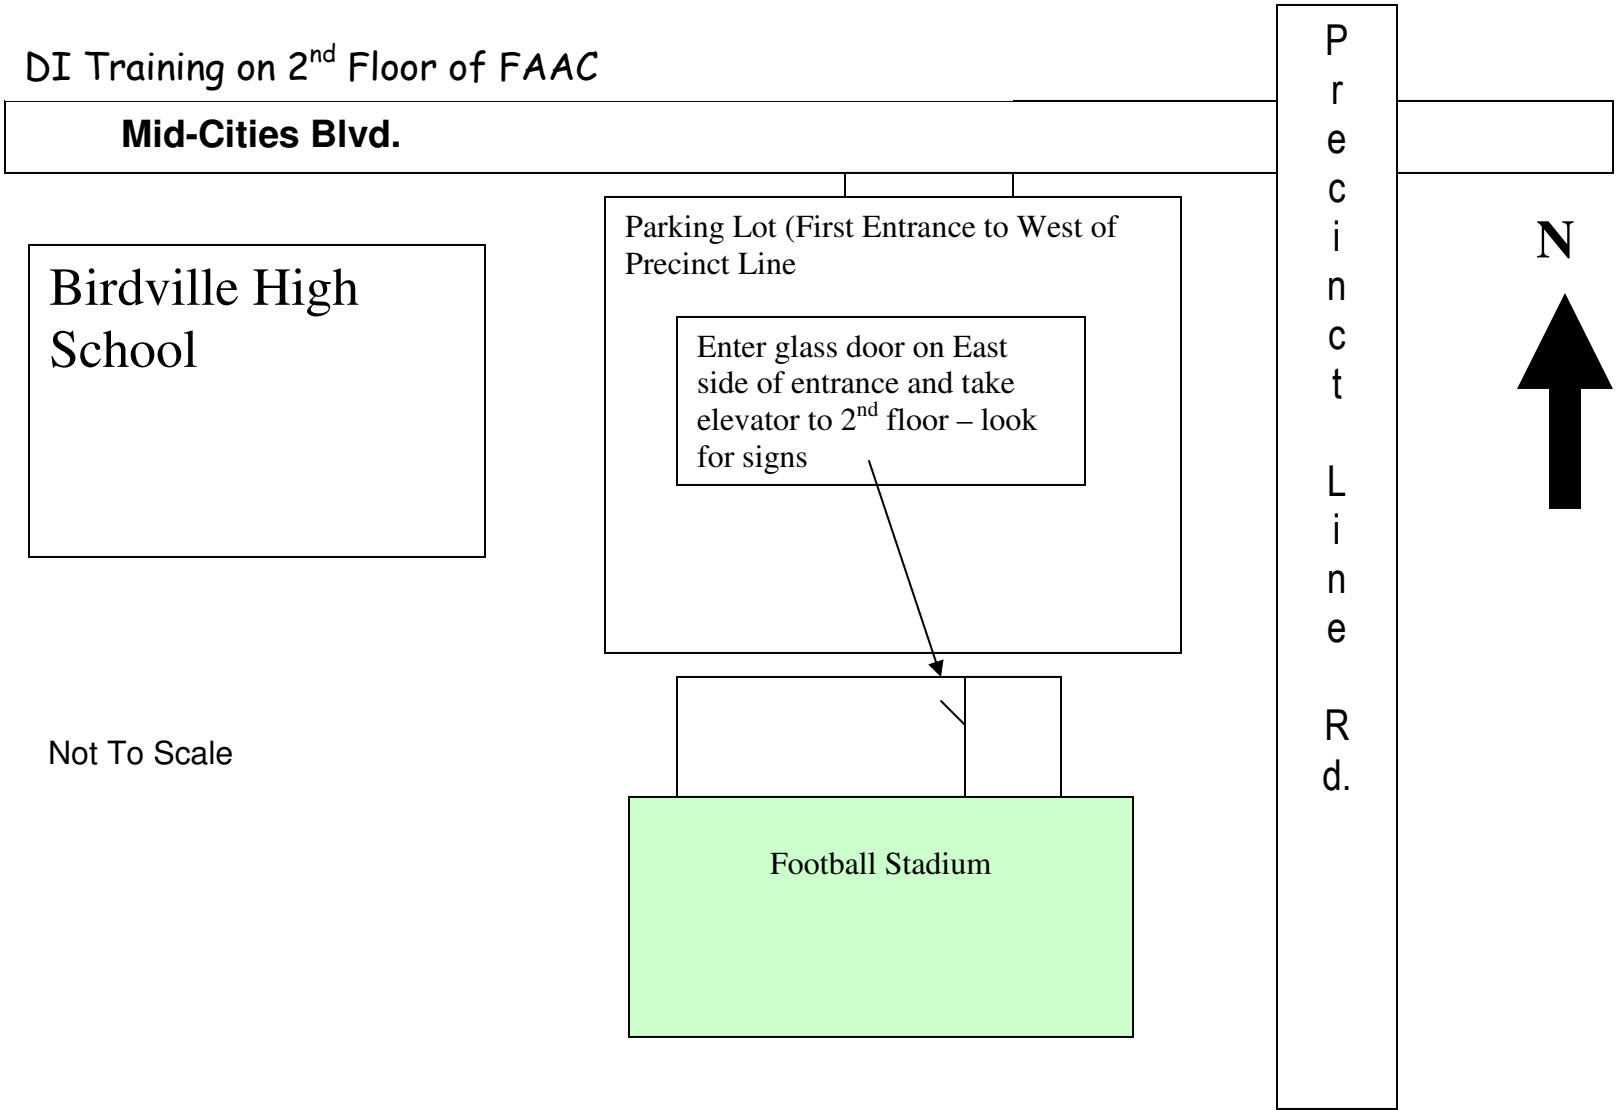 DI Training on 2nd Floor of FAAC
Mid-Cities Blvd.
Precinct Line Rd.
Parking Lot (First Entrance to West of
Precinct Line
N
Birdville High
School
Enter glass door on East
side of entrance and take
elevator to 2nd floor – look
for signs
Not To Scale
Football Stadium